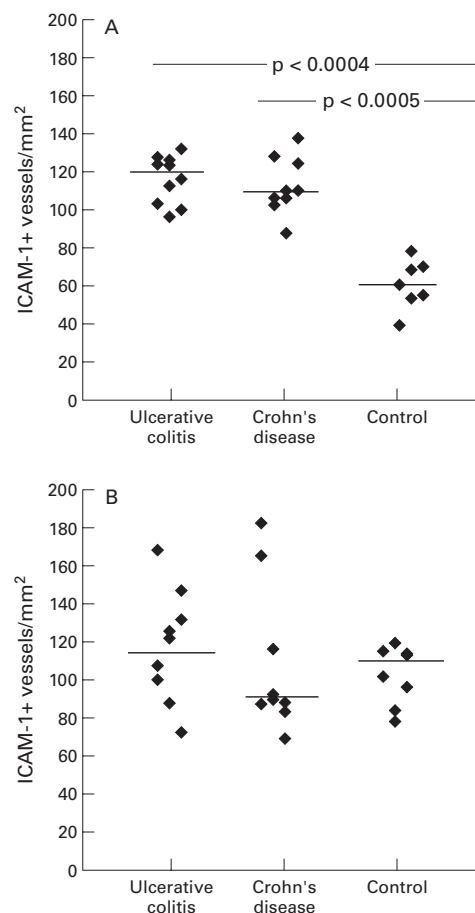 A
200
180
160
140
120
100
80
60
40
20
0
ICAM-1+ vessels/mm²
p < 0.0004
p < 0.0005
Ulcerative colitis
Crohn's disease
Control
B
200
180
160
140
120
100
80
60
40
20
0
ICAM-1+ vessels/mm²
Ulcerative colitis
Crohn's disease
Control